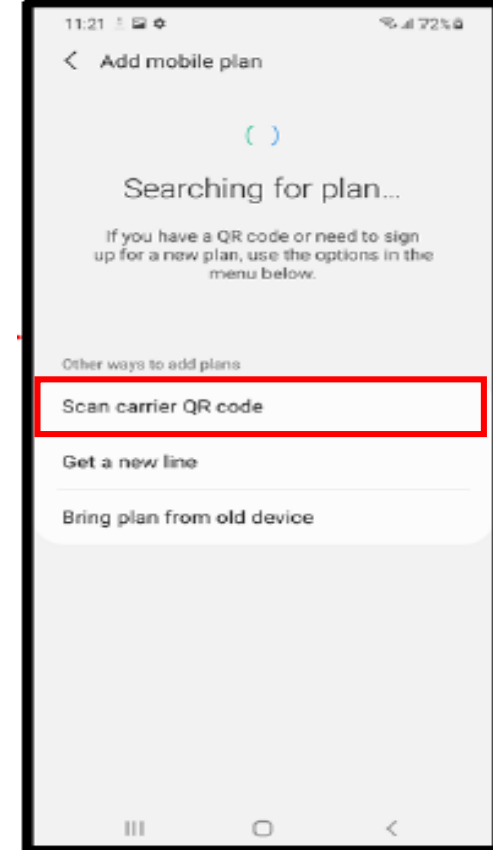 11:21
72%
Add mobile plan
Searching for plan...
If you have a QR code or need to sign
up for a new plan, use the options in the
menu below.
Other ways to add plans
Scan carrier QR code
Get a new line
Bring plan from old device